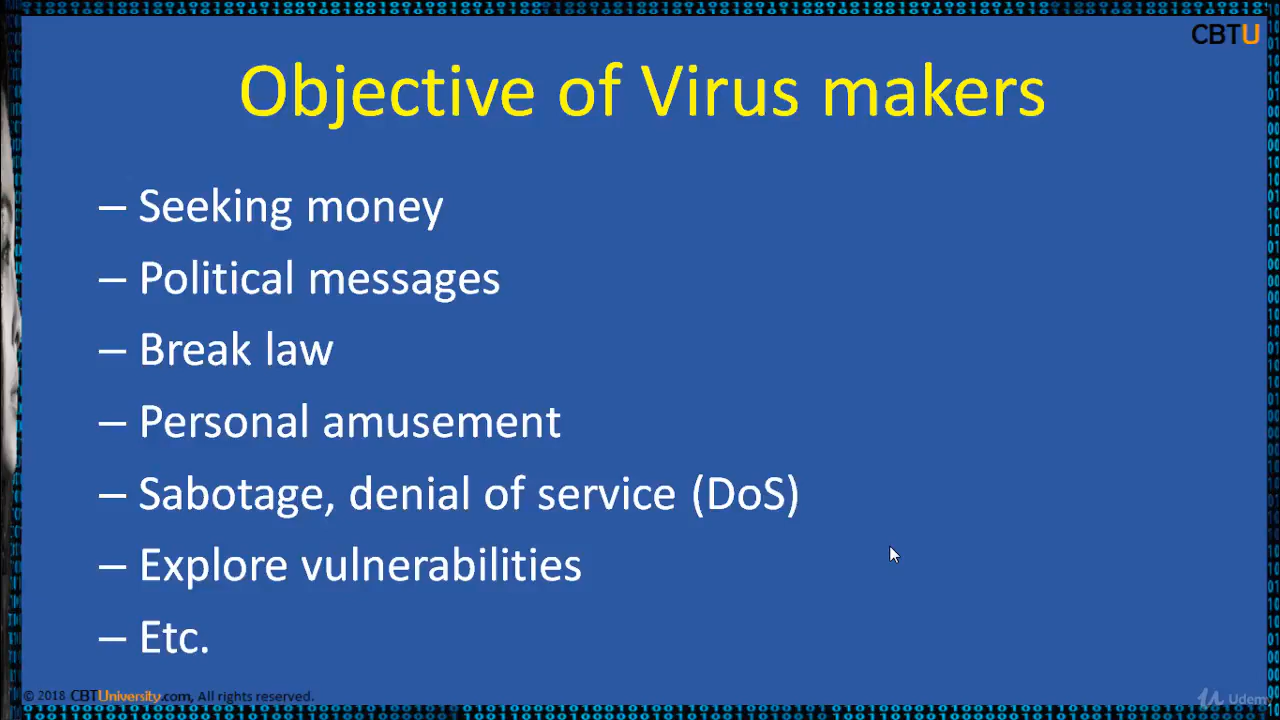 CBTU
Objective of Virus makers
– Seeking money
– Political messages
– Break law
– Personal amusement
– Sabotage, denial of service (DoS)
– Explore vulnerabilities
– Etc.
© 2018 CBTUniversity.com, All rights reserved.
Udemy